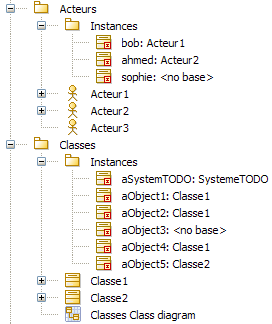 Acteurs
Instances
bob: Acteur1
ahmed: Acteur2
sophie: <no base>
Acteur1
Acteur2
Acteur3
Classes
Instances
aSystemTODO: SystemeTODO
aObject1: Classe1
aObject2: Classe1
aObject3: <no base>
aObject4: Classe1
aObject5: Classe2
Classe1
Classe2
Classes Class diagram